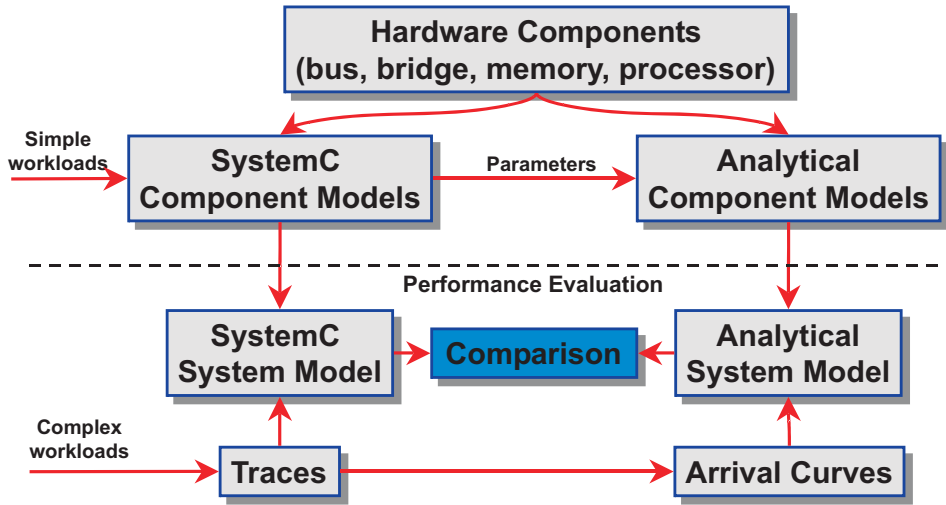 Hardware Components
(bus, bridge, memory, processor)
Simple
workloads
SystemC
Component Models
Parameters
Analytical
Component Models
Performance Evaluation
SystemC
System Model
Comparison
Analytical
System Model
Complex
workloads
Traces
Arrival Curves